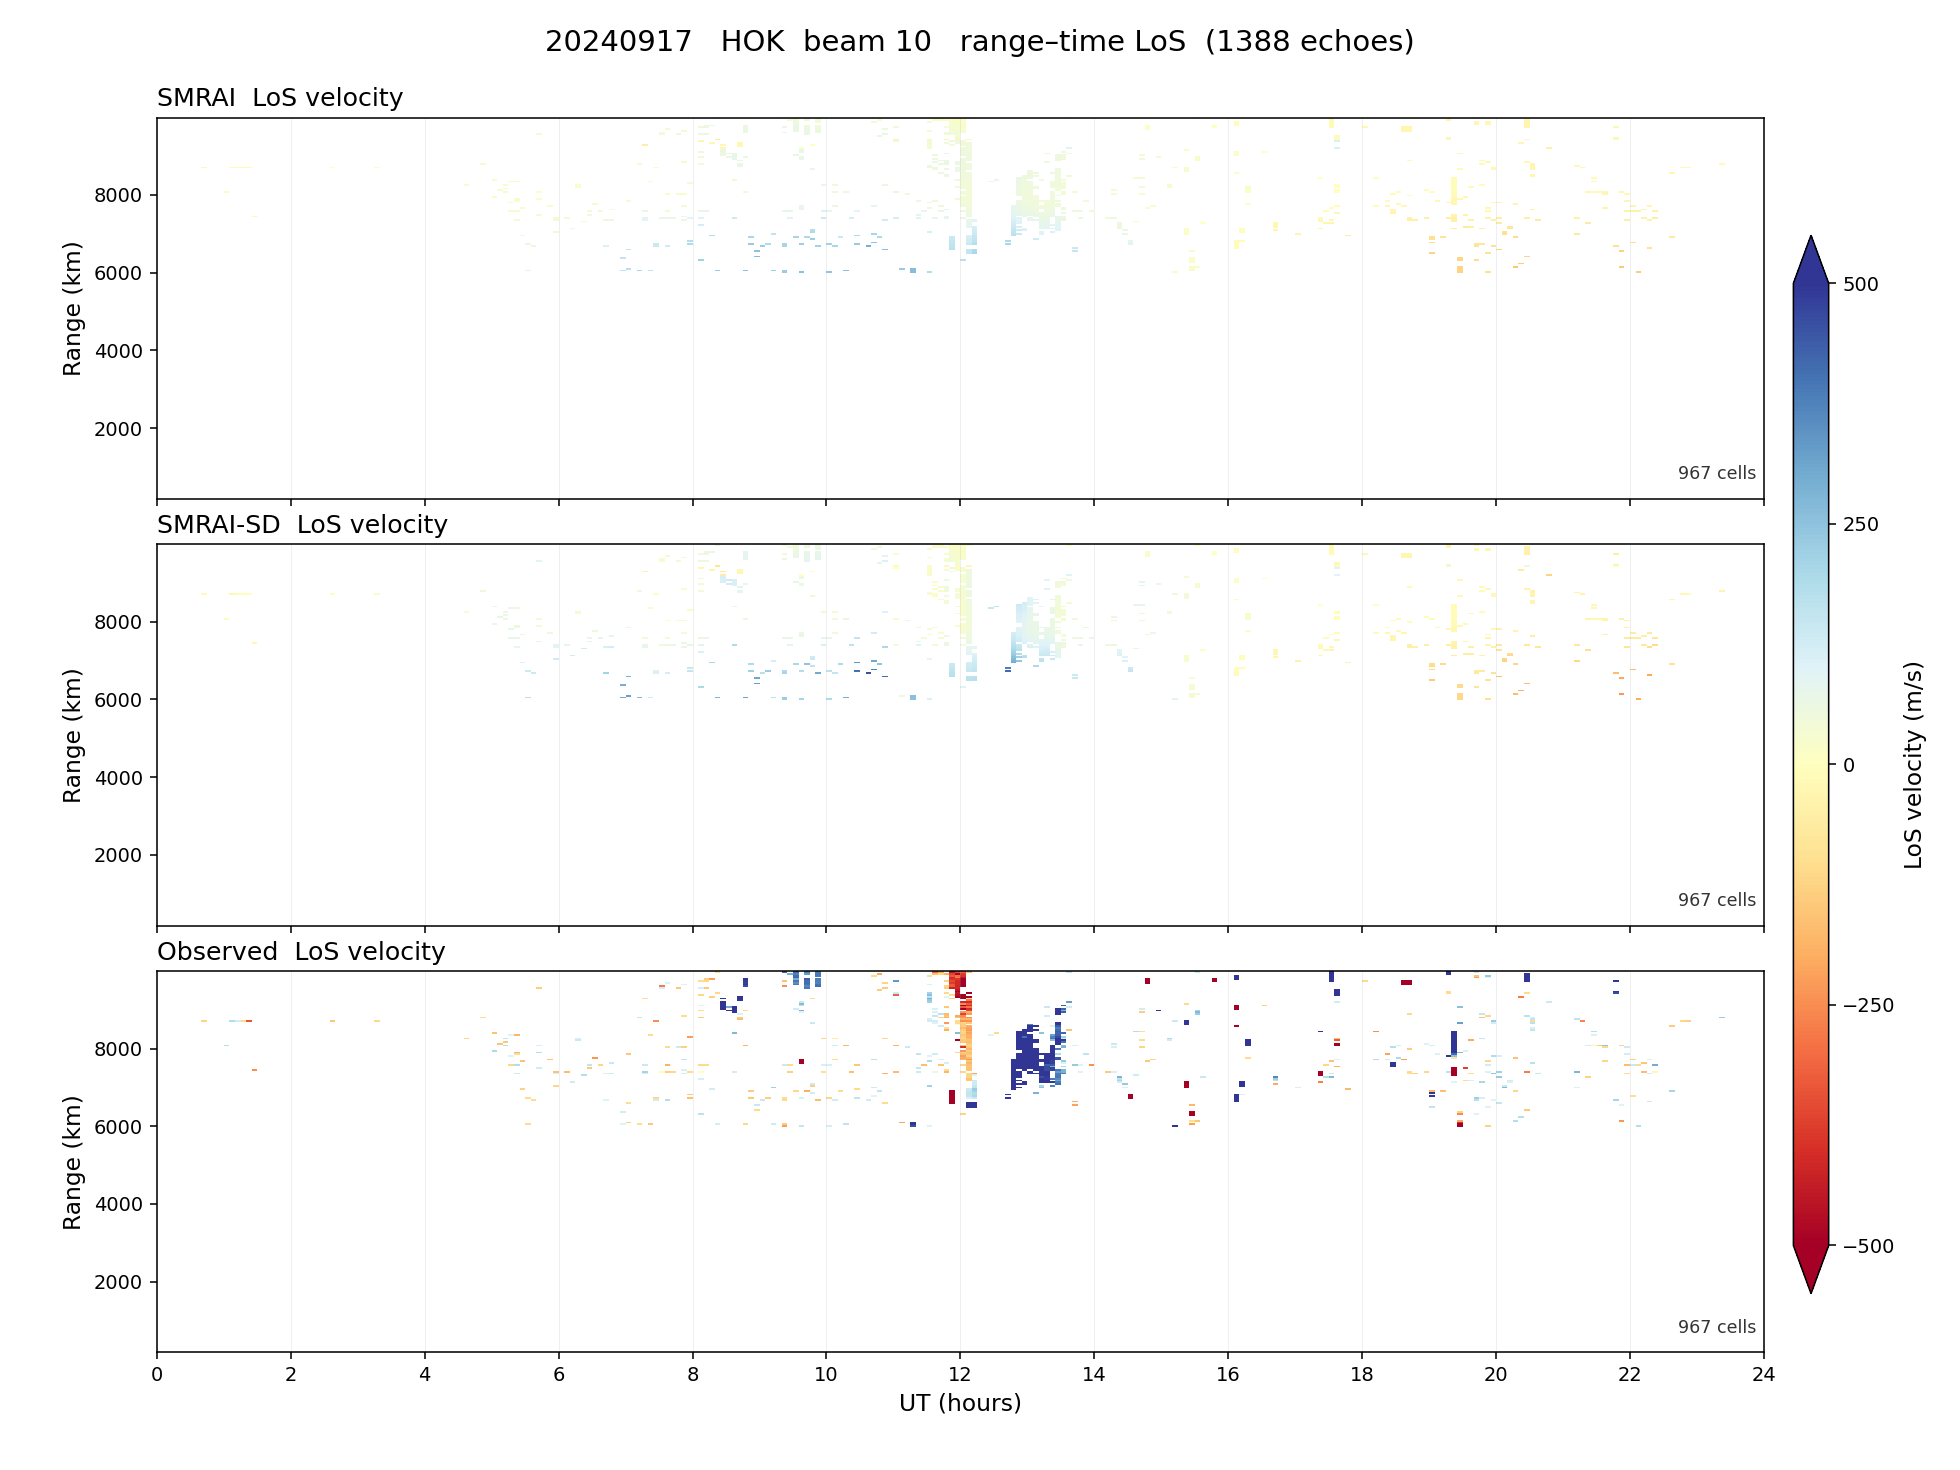 20240917   HOK  beam 10   range–time LoS  (1388 echoes)
SMRAI  LoS velocity
8000
6000
4000
2000
Range (km)
967 cells
SMRAI-SD  LoS velocity
8000
6000
4000
2000
Range (km)
967 cells
Observed  LoS velocity
8000
6000
4000
2000
Range (km)
967 cells
0 2 4 6 8 10 12 14 16 18 20 22 24
UT (hours)
500
250
0
−250
−500
LoS velocity (m/s)